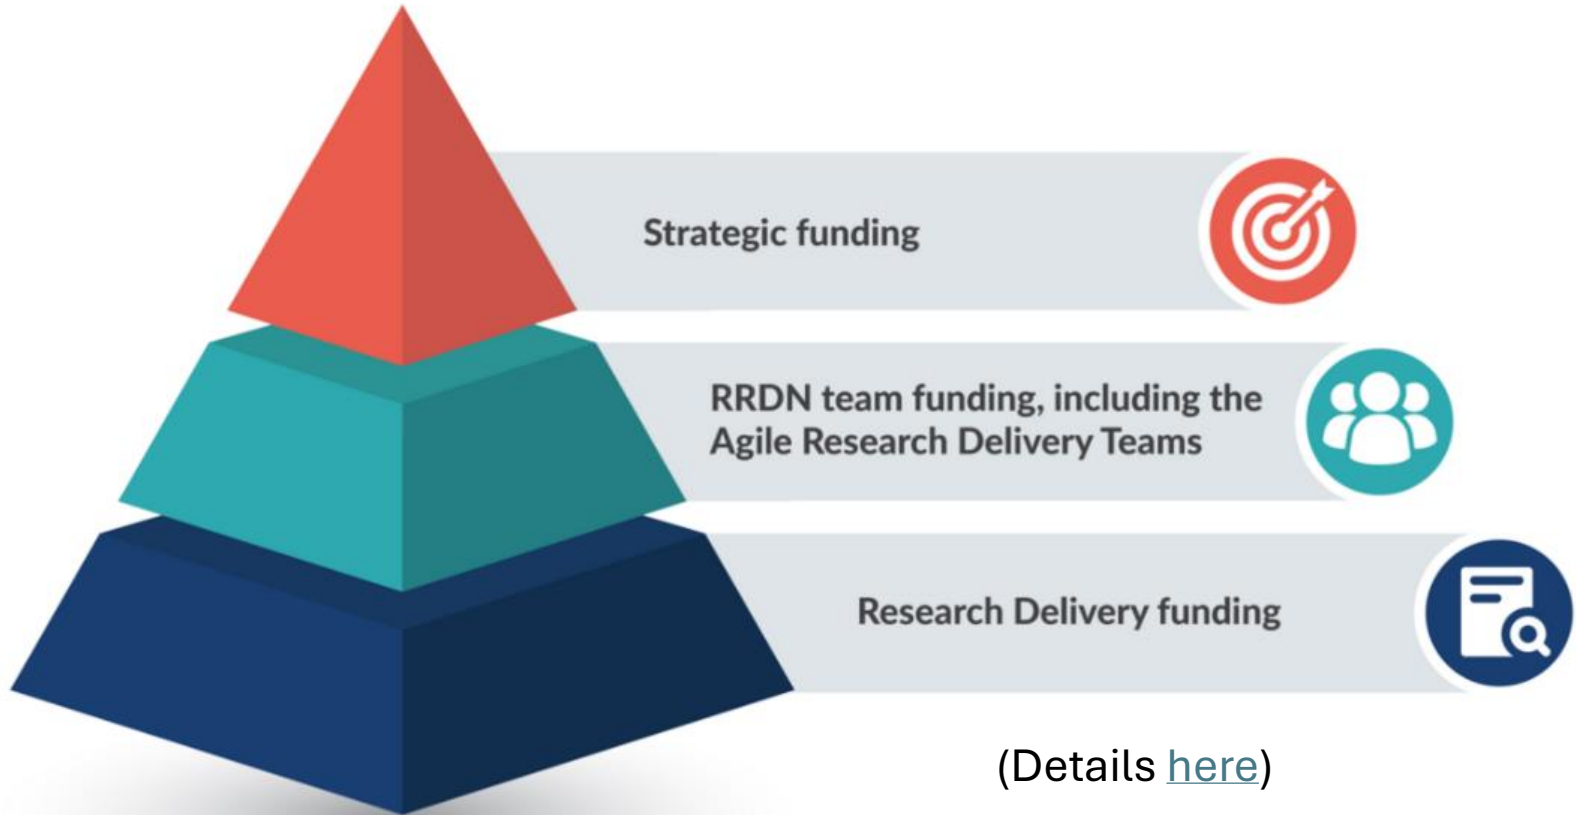 Strategic funding
RRDN team funding, including the
Agile Research Delivery Teams
Research Delivery funding
(Details here)